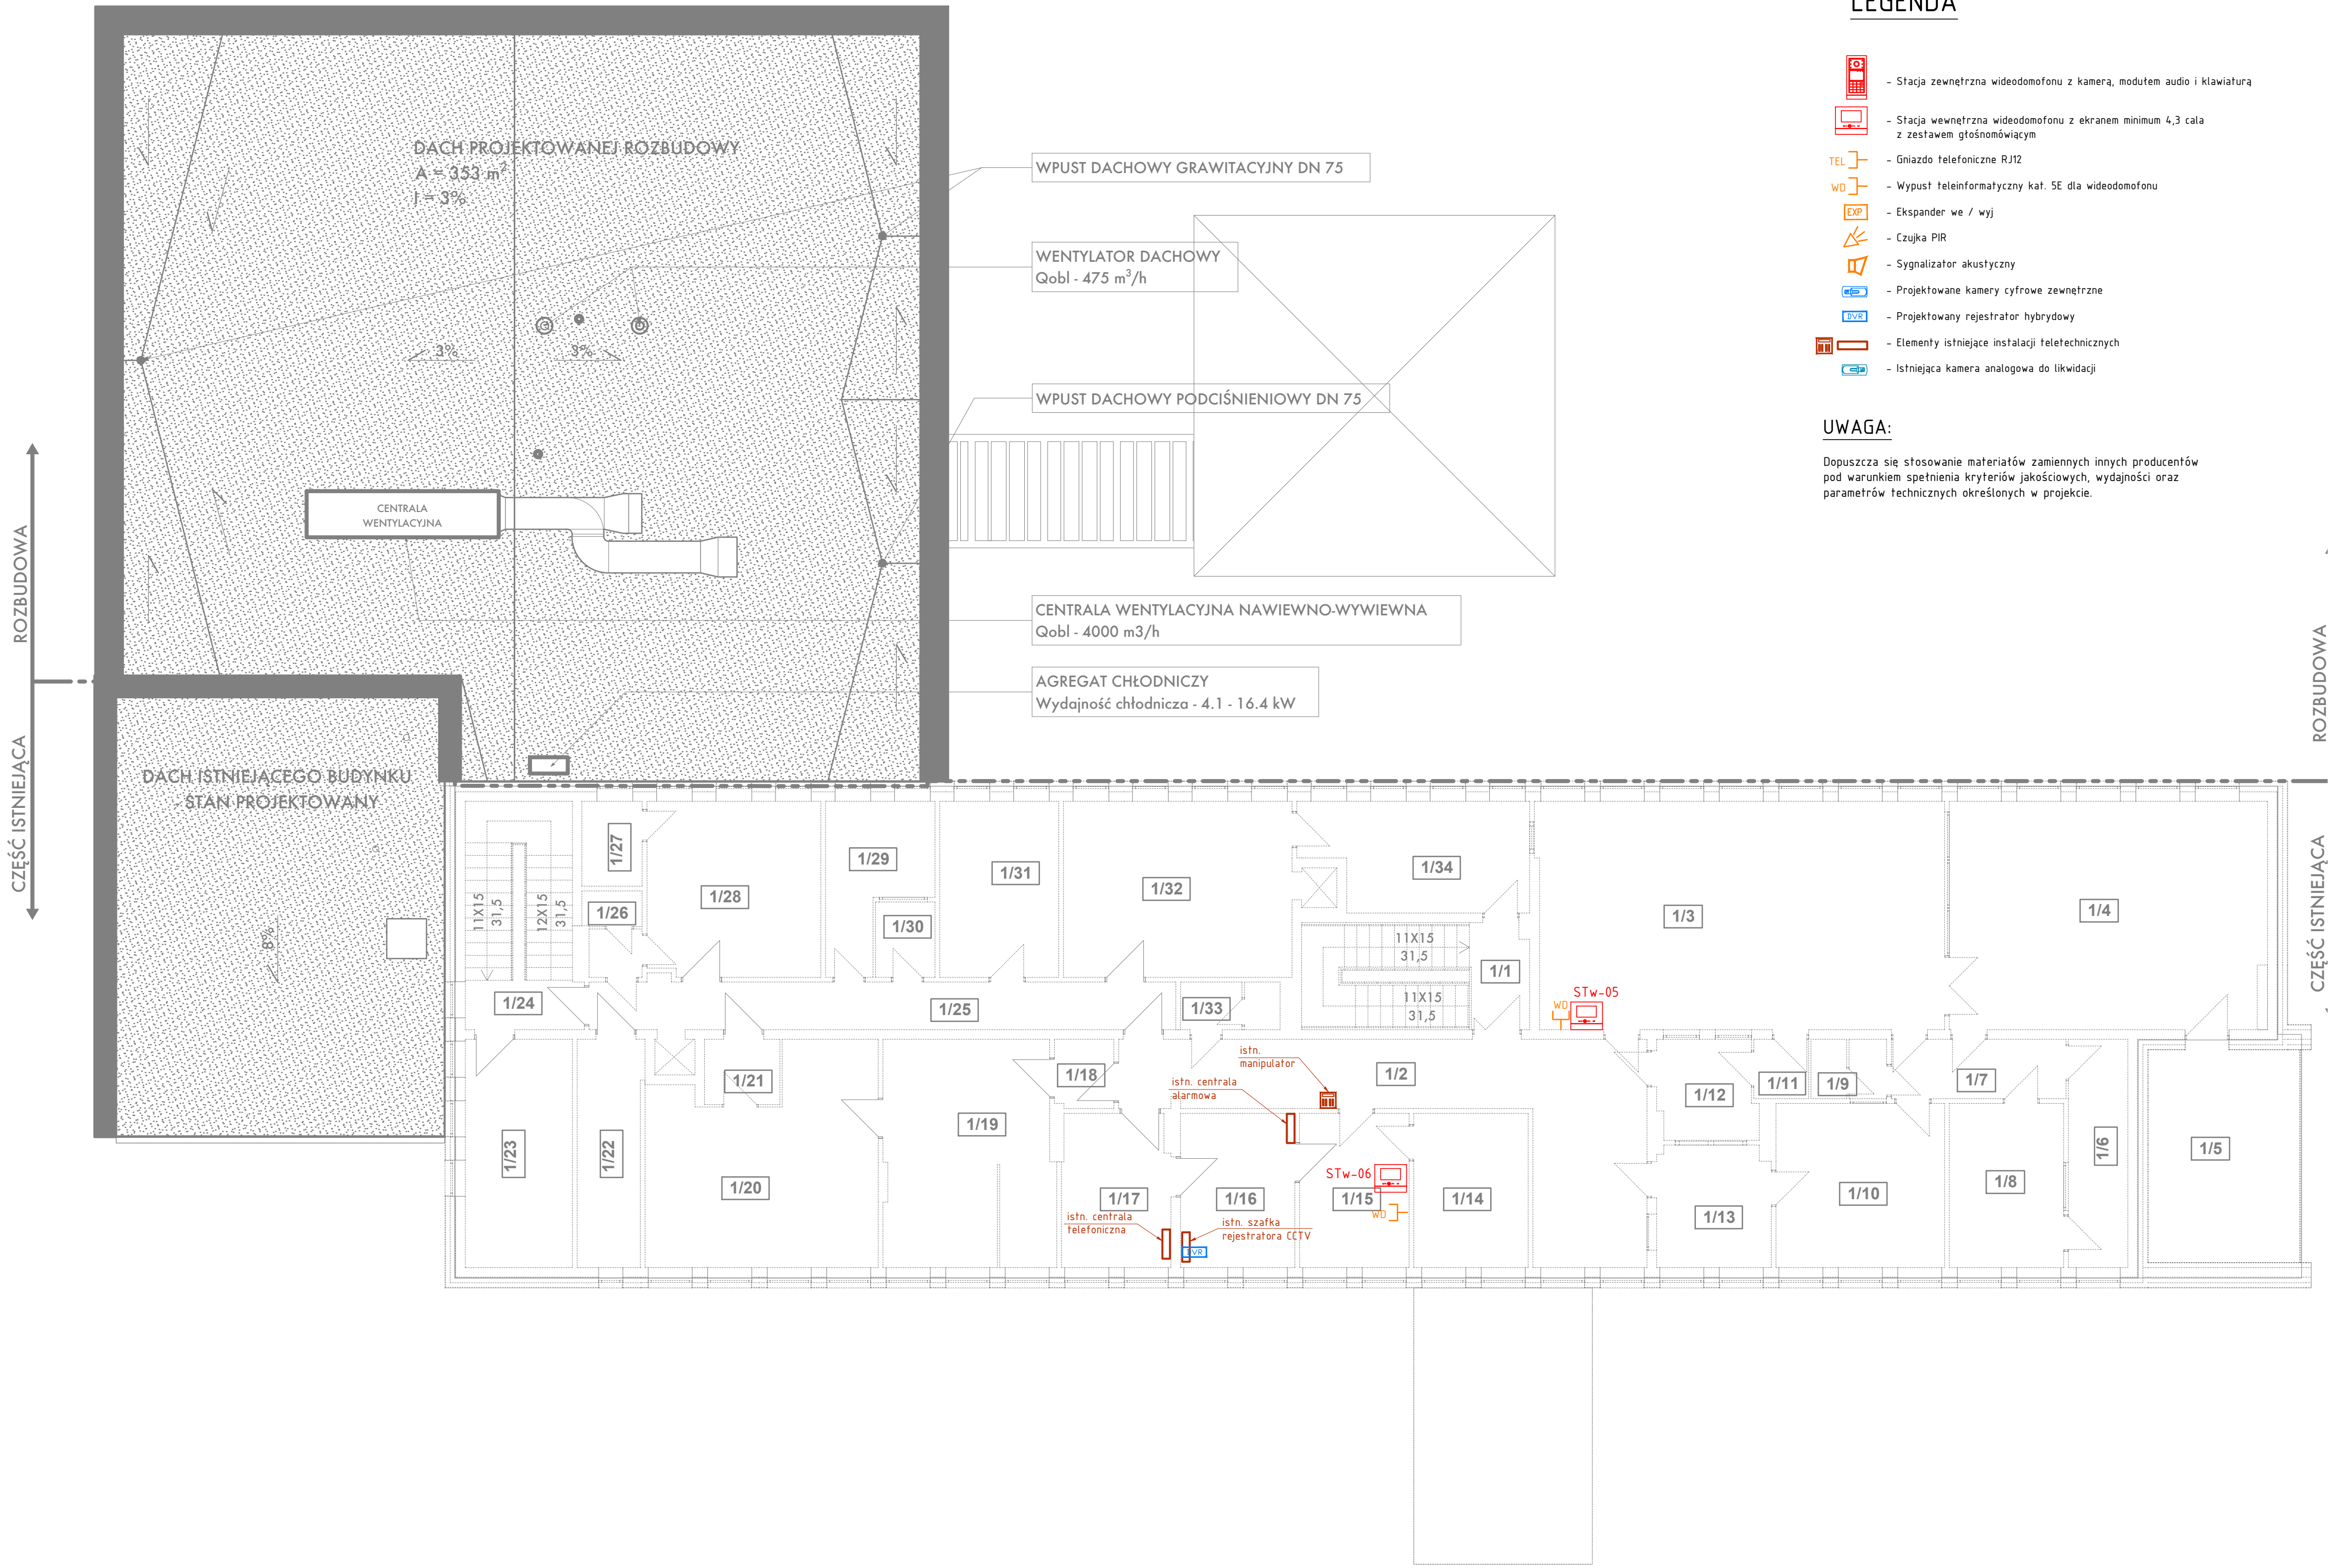 LEGENDA
- Stacja zewnętrzna wideodomofonu z kamerą, modułem audio i klawiaturą
- Stacja wewnętrzna wideodomofonu z ekranem minimum 4,3 cala
z zestawem głośnomówiącym
TEL
- Gniazdo telefoniczne RJ12
WD
- Wypust teleinformatyczny kat. 5E dla wideodomofonu
EXP
- Ekspander we / wyj
- Czujka PIR
- Sygnalizator akustyczny
- Projektowane kamery cyfrowe zewnętrzne
DVR
- Projektowany rejestrator hybrydowy
- Elementy istniejące instalacji teletechnicznych
- Istniejąca kamera analogowa do likwidacji
UWAGA:
Dopuszcza się stosowanie materiałów zamiennych innych producentów
pod warunkiem spełnienia kryteriów jakościowych, wydajności oraz
parametrów technicznych określonych w projekcie.
DACH PROJEKTOWANEJ ROZBUDOWY
A = 353 m²
I = 3%
WPUST DACHOWY GRAWITACYJNY DN 75
WENTYLATOR DACHOWY
Qobl - 475 m³/h
3%
3%
WPUST DACHOWY PODCIŚNIENIOWY DN 75
CENTRALA
WENTYLACYJNA
CENTRALA WENTYLACYJNA NAWIEWNO-WYWIEWNA
Qobl - 4000 m3/h
AGREGAT CHŁODNICZY
Wydajność chłodnicza - 4.1 - 16.4 kW
ROZBUDOWA
CZĘŚĆ ISTNIEJĄCA
ROZBUDOWA
CZĘŚĆ ISTNIEJĄCA
DACH ISTNIEJĄCEGO BUDYNKU
- STAN PROJEKTOWANY
8%
11X15
31,5
12X15
31,5
1/27
1/26
1/28
1/29
1/30
1/31
1/32
1/34
11X15
31,5
11X15
31,5
1/1
1/3
1/4
1/24
1/25
1/33
WD
STw-05
istn.
manipulator
istn. centrala
alarmowa
1/2
1/21
1/18
1/12
1/11
1/9
1/7
1/23
1/22
1/20
1/19
1/17
1/16
STw-06
1/15
WD
1/14
1/13
1/10
1/8
1/6
1/5
istn. centrala
telefoniczna
istn. szafka
rejestratora CCTV
DVR